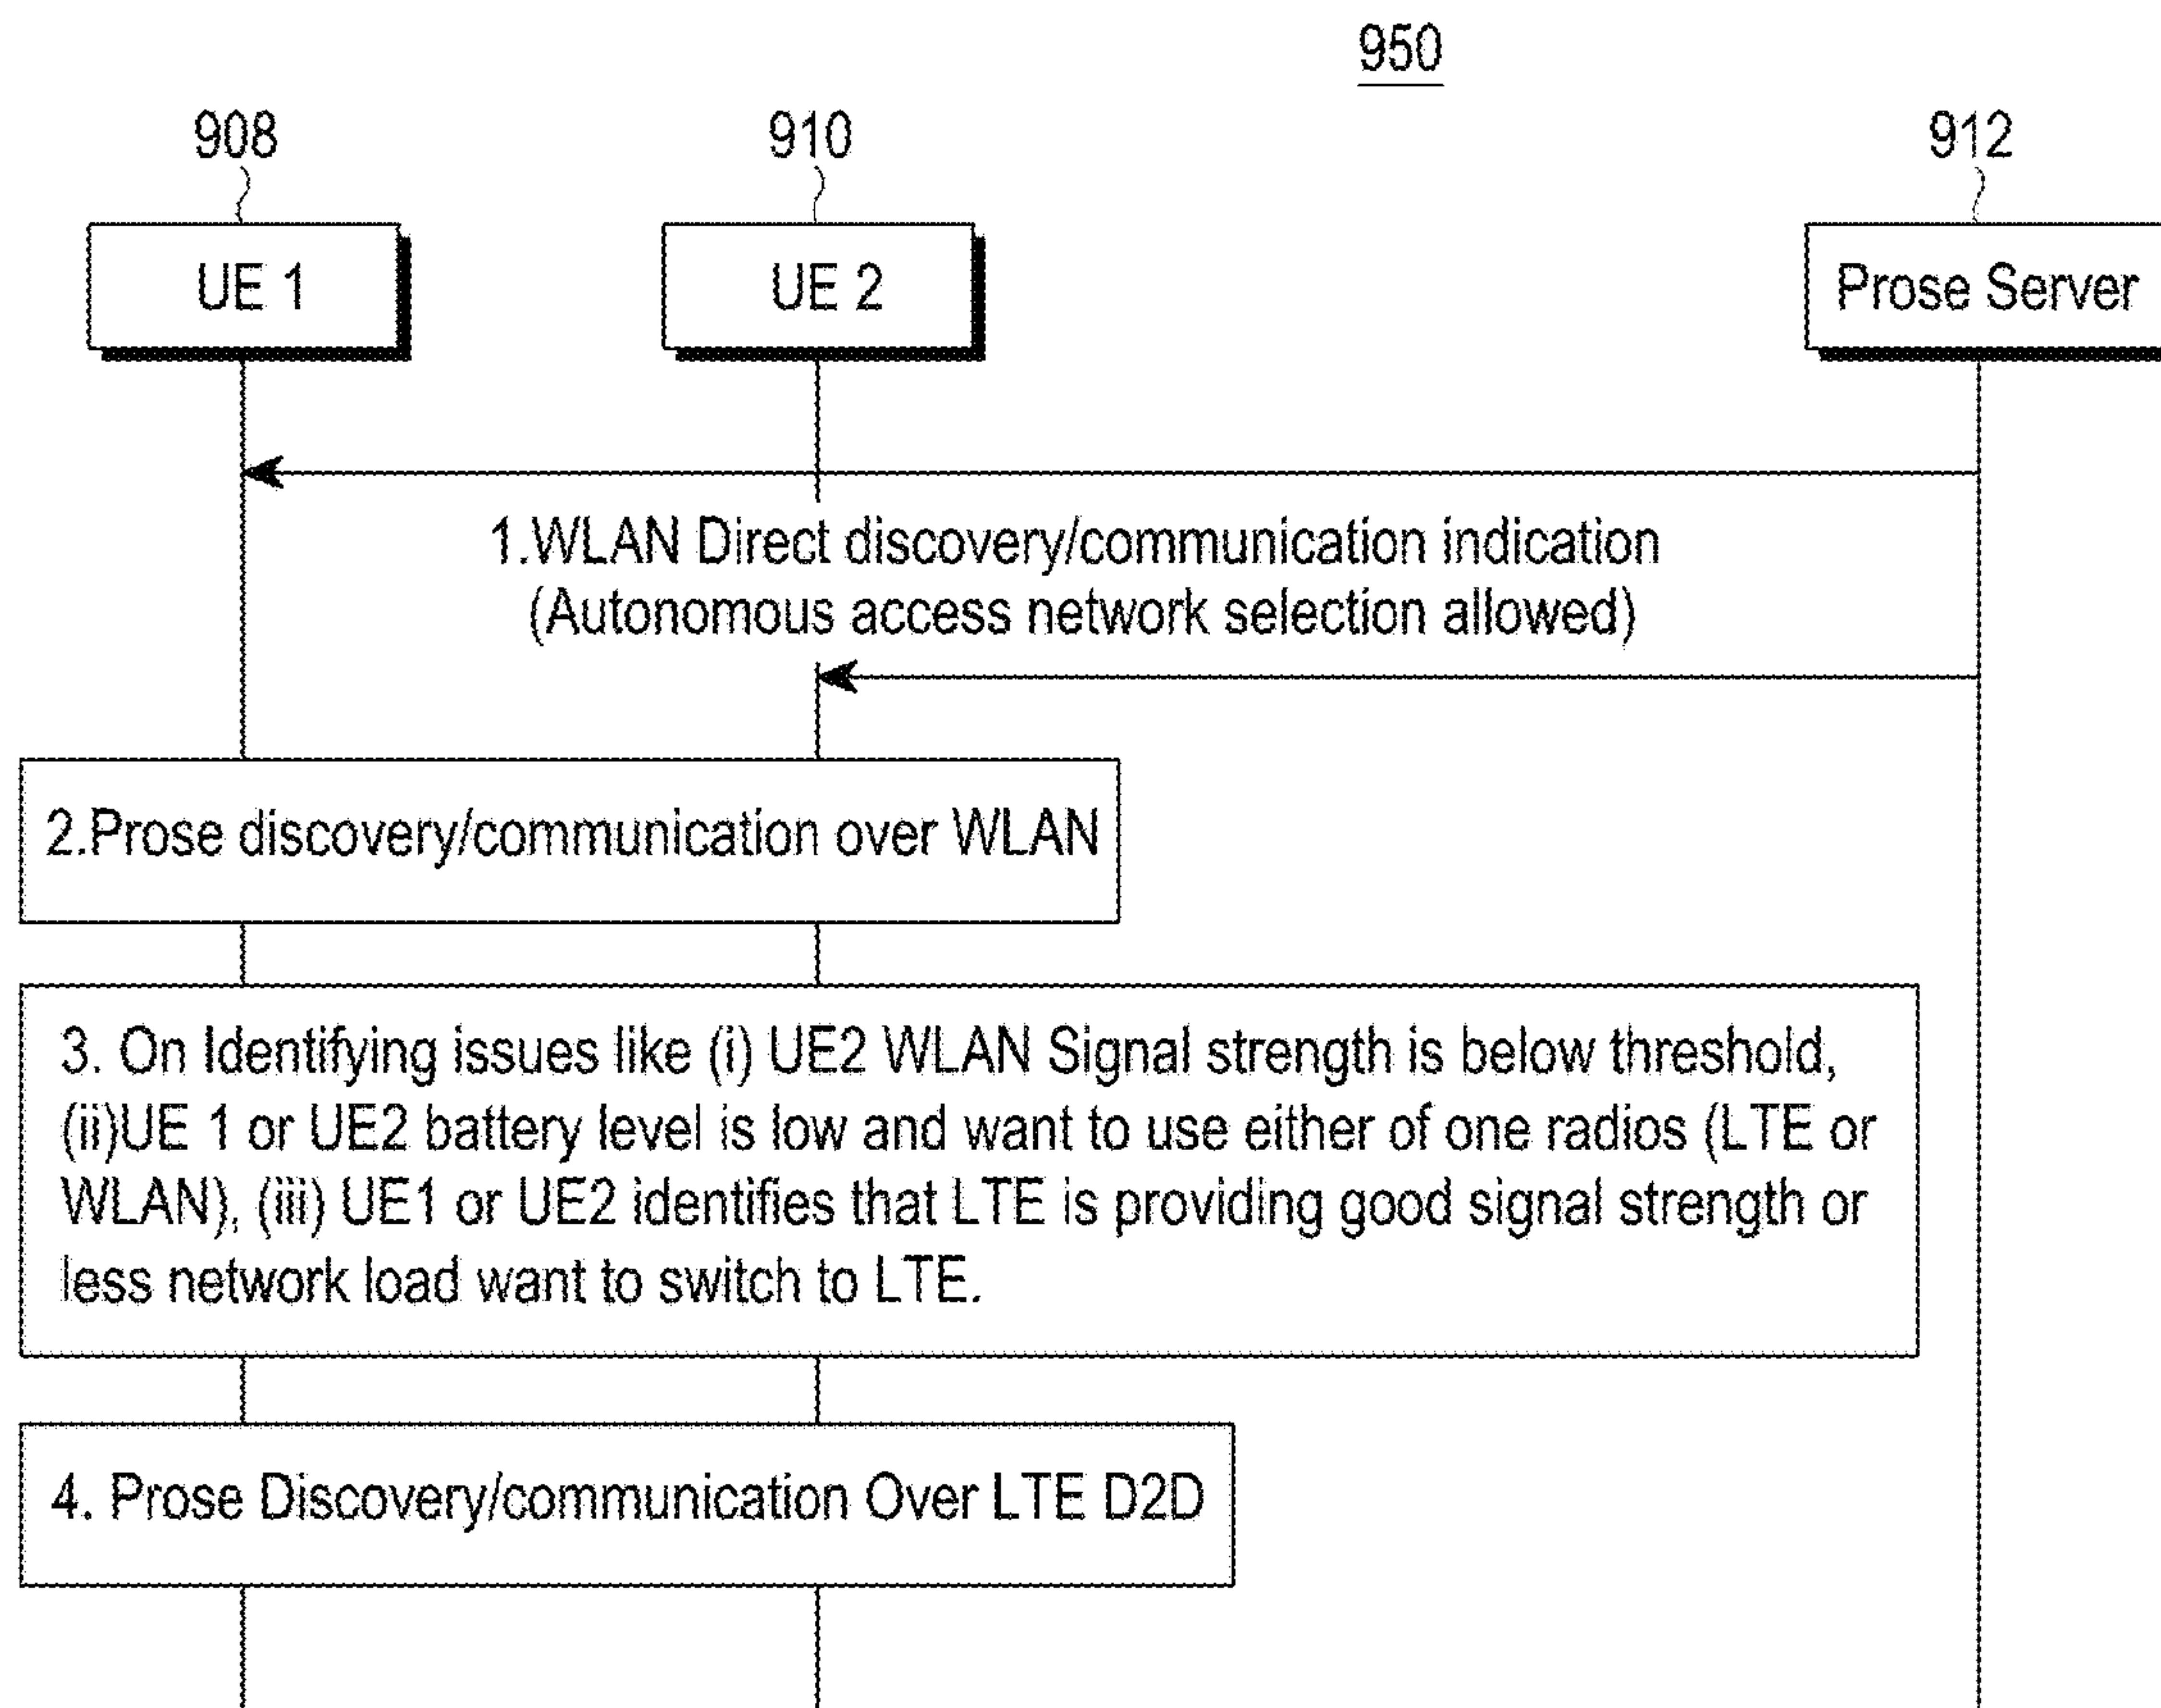 950
908
910
912
UE 1
UE 2
Prose Server
1.WLAN Direct discovery/communication indication
(Autonomous access network selection allowed)
2.Prose discovery/communication over WLAN
3. On Identifying issues like (i) UE2 WLAN Signal strength is below threshold,
(ii)UE 1 or UE2 battery level is low and want to use either of one radios (LTE or
WLAN), (iii) UE1 or UE2 identifies that LTE is providing good signal strength or
less network load want to switch to LTE.
4. Prose Discovery/communication Over LTE D2D